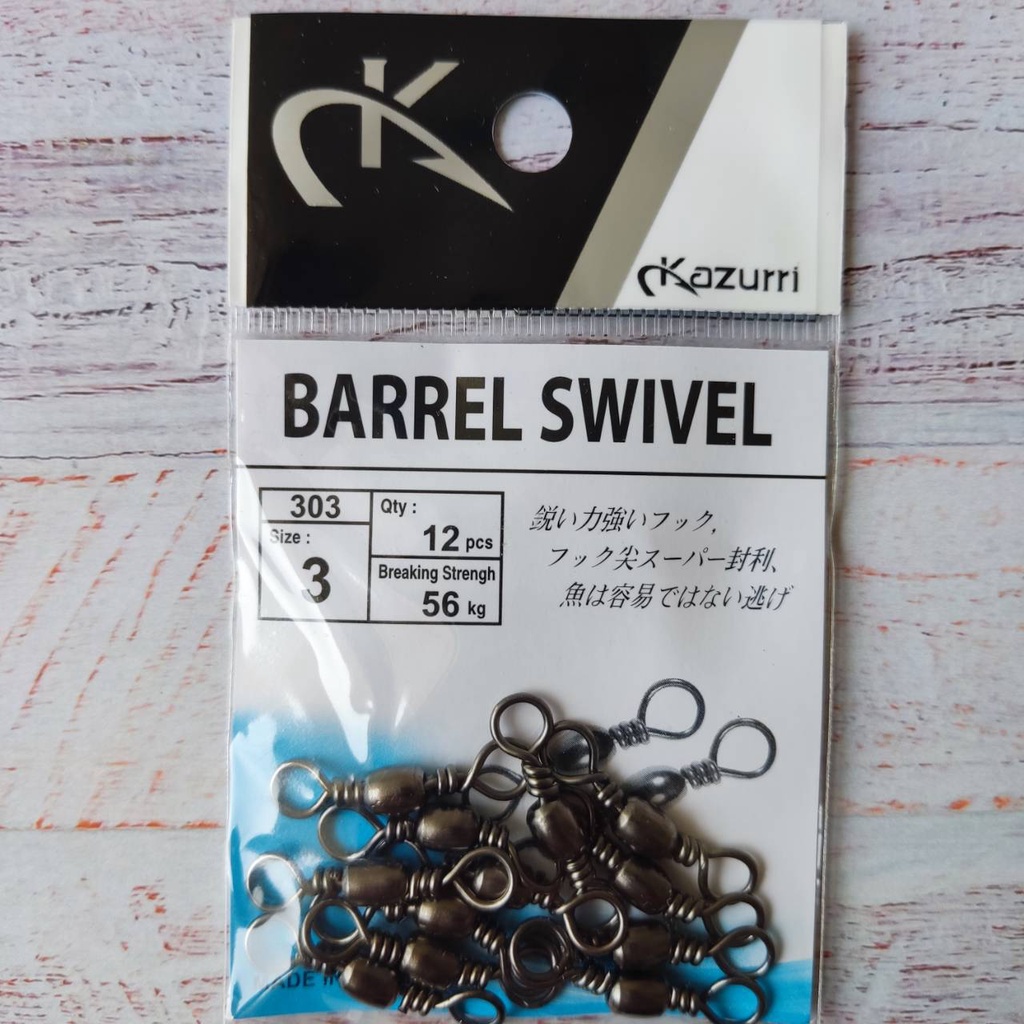 K
Kazurri
BARREL SWIVEL
303
Size :
3
Qty :
12 pcs
Breaking Strengh
56 kg
鋭い力強いフック,
フック尖スーパー封利、
魚は容易ではない逃げ